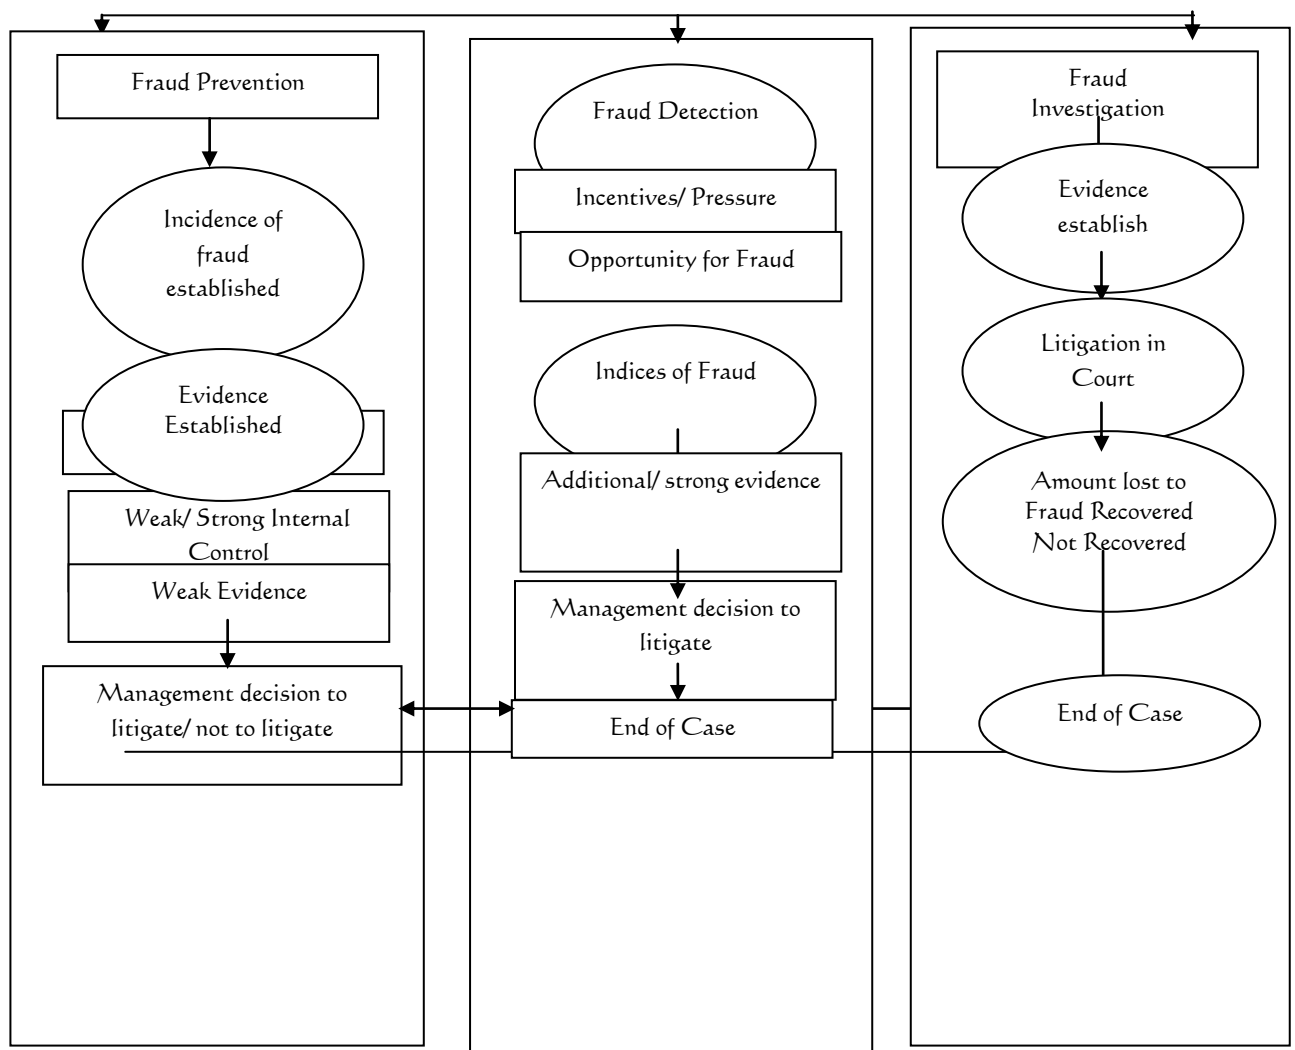 Fraud Prevention
Incidence of
fraud
established
Evidence
Established
Weak/ Strong Internal
Control
Weak Evidence
Management decision to
litigate/ not to litigate
Fraud Detection
Incentives/ Pressure
Opportunity for Fraud
Indices of Fraud
Additional/ strong evidence
Management decision to
litigate
End of Case
Fraud
Investigation
Evidence
establish
Litigation in
Court
Amount lost to
Fraud Recovered
Not Recovered
End of Case